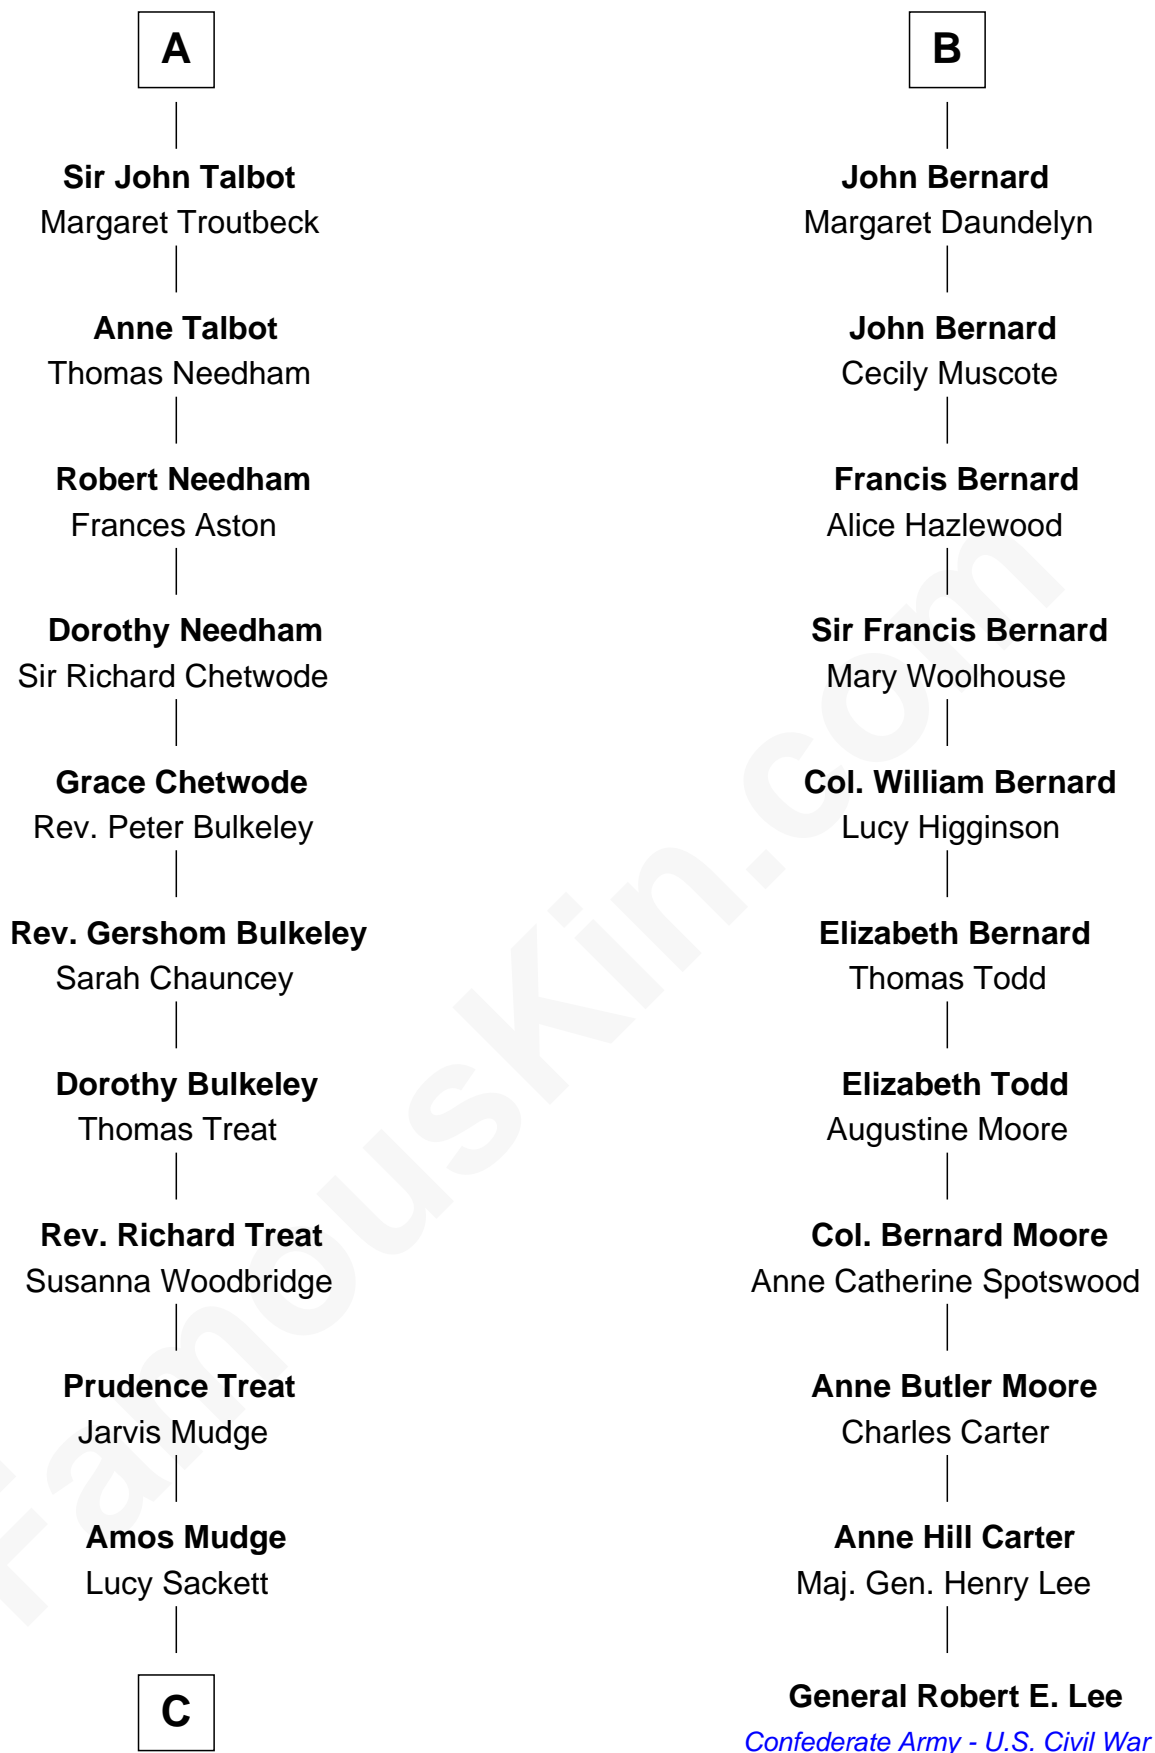 A
Sir John Talbot
Margaret Troutbeck
Anne Talbot
Thomas Needham
Robert Needham
Frances Aston
Dorothy Needham
Sir Richard Chetwode
Grace Chetwode
Rev. Peter Bulkeley
Rev. Gershom Bulkeley
Sarah Chauncey
Dorothy Bulkeley
Thomas Treat
Rev. Richard Treat
Susanna Woodbridge
Prudence Treat
Jarvis Mudge
Amos Mudge
Lucy Sackett
C
B
John Bernard
Margaret Daundelyn
John Bernard
Cecily Muscote
Francis Bernard
Alice Hazlewood
Sir Francis Bernard
Mary Woolhouse
Col. William Bernard
Lucy Higginson
Elizabeth Bernard
Thomas Todd
Elizabeth Todd
Augustine Moore
Col. Bernard Moore
Anne Catherine Spotswood
Anne Butler Moore
Charles Carter
Anne Hill Carter
Maj. Gen. Henry Lee
General Robert E. Lee
Confederate Army - U.S. Civil War
FamousKin.com